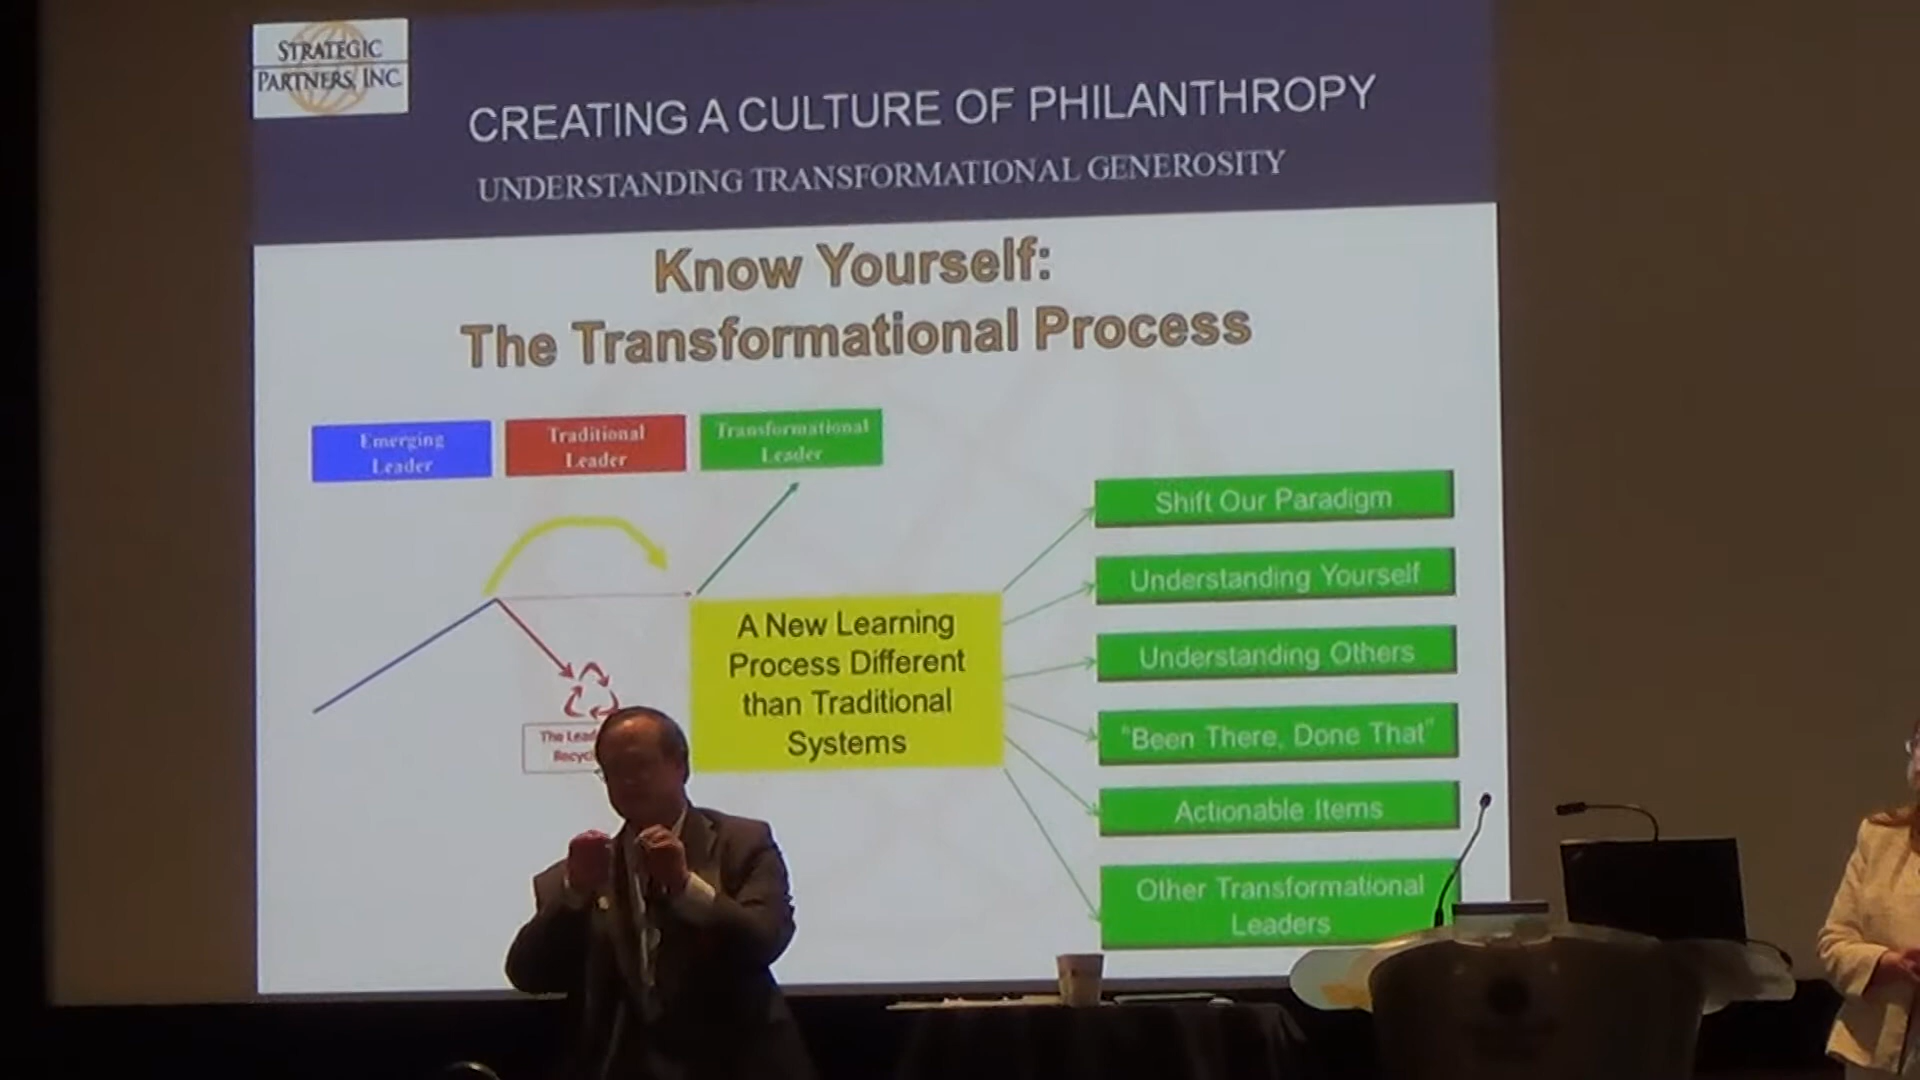 STRATEGIC
PARTNERS, INC.
CREATING A CULTURE OF PHILANTHROPY
UNDERSTANDING TRANSFORMATIONAL GENEROSITY
Know Yourself:
The Transformational Process
Emerging
Leader
Traditional
Leader
Transformational
Leader
A New Learning
Process Different
than Traditional
Systems
The
Shift Our Paradigm
Understanding Yourself
Understanding Others
"Been There, Done That"
Actionable Items
Other Transformational
Leaders